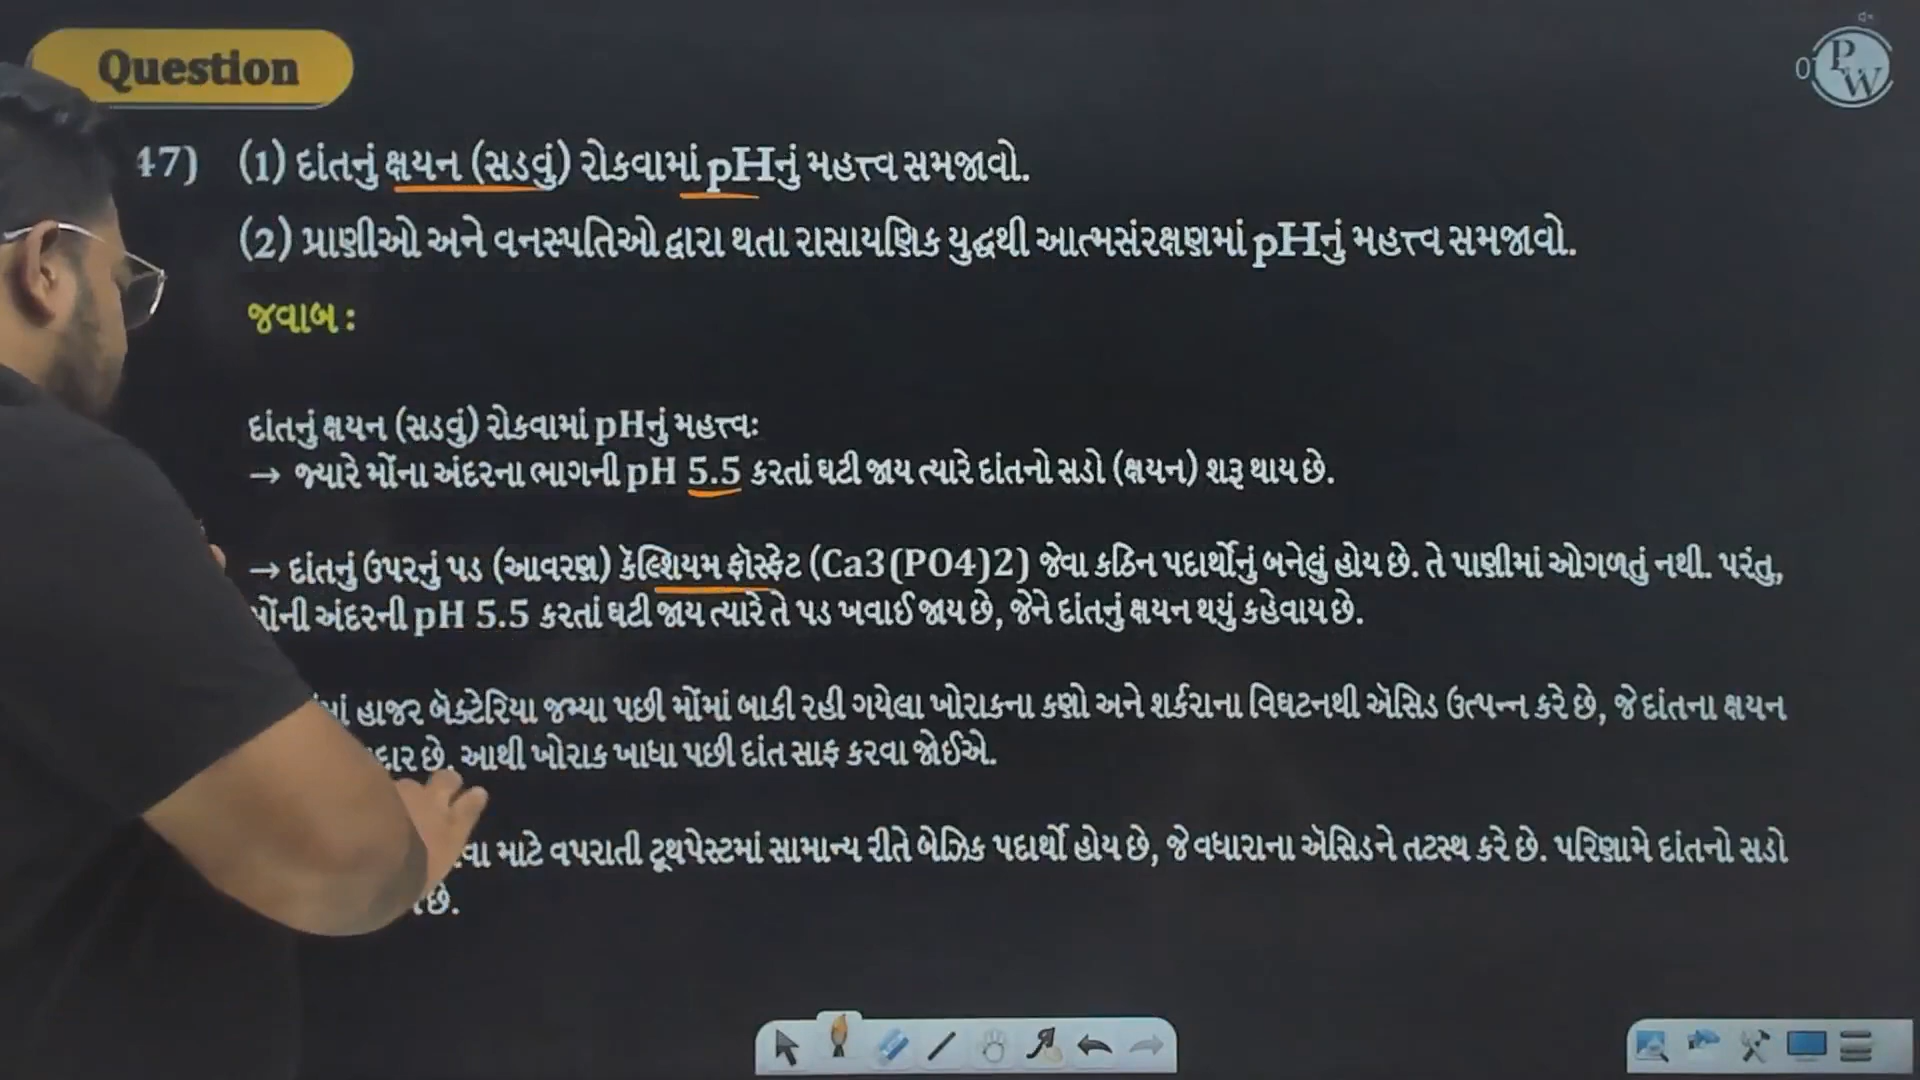 Question
47) (1) દાંતનું ક્ષયન (સડવું) રોકવામાં pHનું મહત્ત્વ સમજાવો.
(2) પ્રાણીઓ અને વનસ્પતિઓ દ્વારા થતા રાસાયણિક યુદ્ધથી આત્મસંરક્ષણમાં pHનું મહત્ત્વ સમજાવો.
જવાબ :
દાંતનું ક્ષયન (સડવું) રોકવામાં pHનું મહત્ત્વઃ
→ જ્યારે મોંના અંદરના ભાગની pH 5.5 કરતાં ઘટી જાય ત્યારે દાંતનો સડો (ક્ષયન) શરૂ થાય છે.
→ દાંતનું ઉપરનું પડ (આવરણ) કૅલ્શિયમ ફૉસ્ફેટ (Ca3(PO4)2) જેવા કઠિન પદાર્થોનું બનેલું હોય છે. તે પાણીમાં ઓગળતું નથી. પરંતુ,
અંદરની pH 5.5 કરતાં ઘટી જાય ત્યારે તે પડ ખવાઈ જાય છે, જેને દાંતનું ક્ષયન થયું કહેવાય છે.
હાજર બૅક્ટેરિયા જમ્યા પછી મોંમાં બાકી રહી ગયેલા ખોરાકના કણો અને શર્કરાના વિઘટનથી ઍસિડ ઉત્પન્ન કરે છે, જે દાંતના ક્ષયન
છે. આથી ખોરાક ખાધા પછી દાંત સાફ કરવા જોઈએ.
માટે વપરાતી ટૂથપેસ્ટમાં સામાન્ય રીતે બેઝિક પદાર્થો હોય છે, જે વધારાના ઍસિડને તટસ્થ કરે છે. પરિણામે દાંતનો સડો
છે.
PW